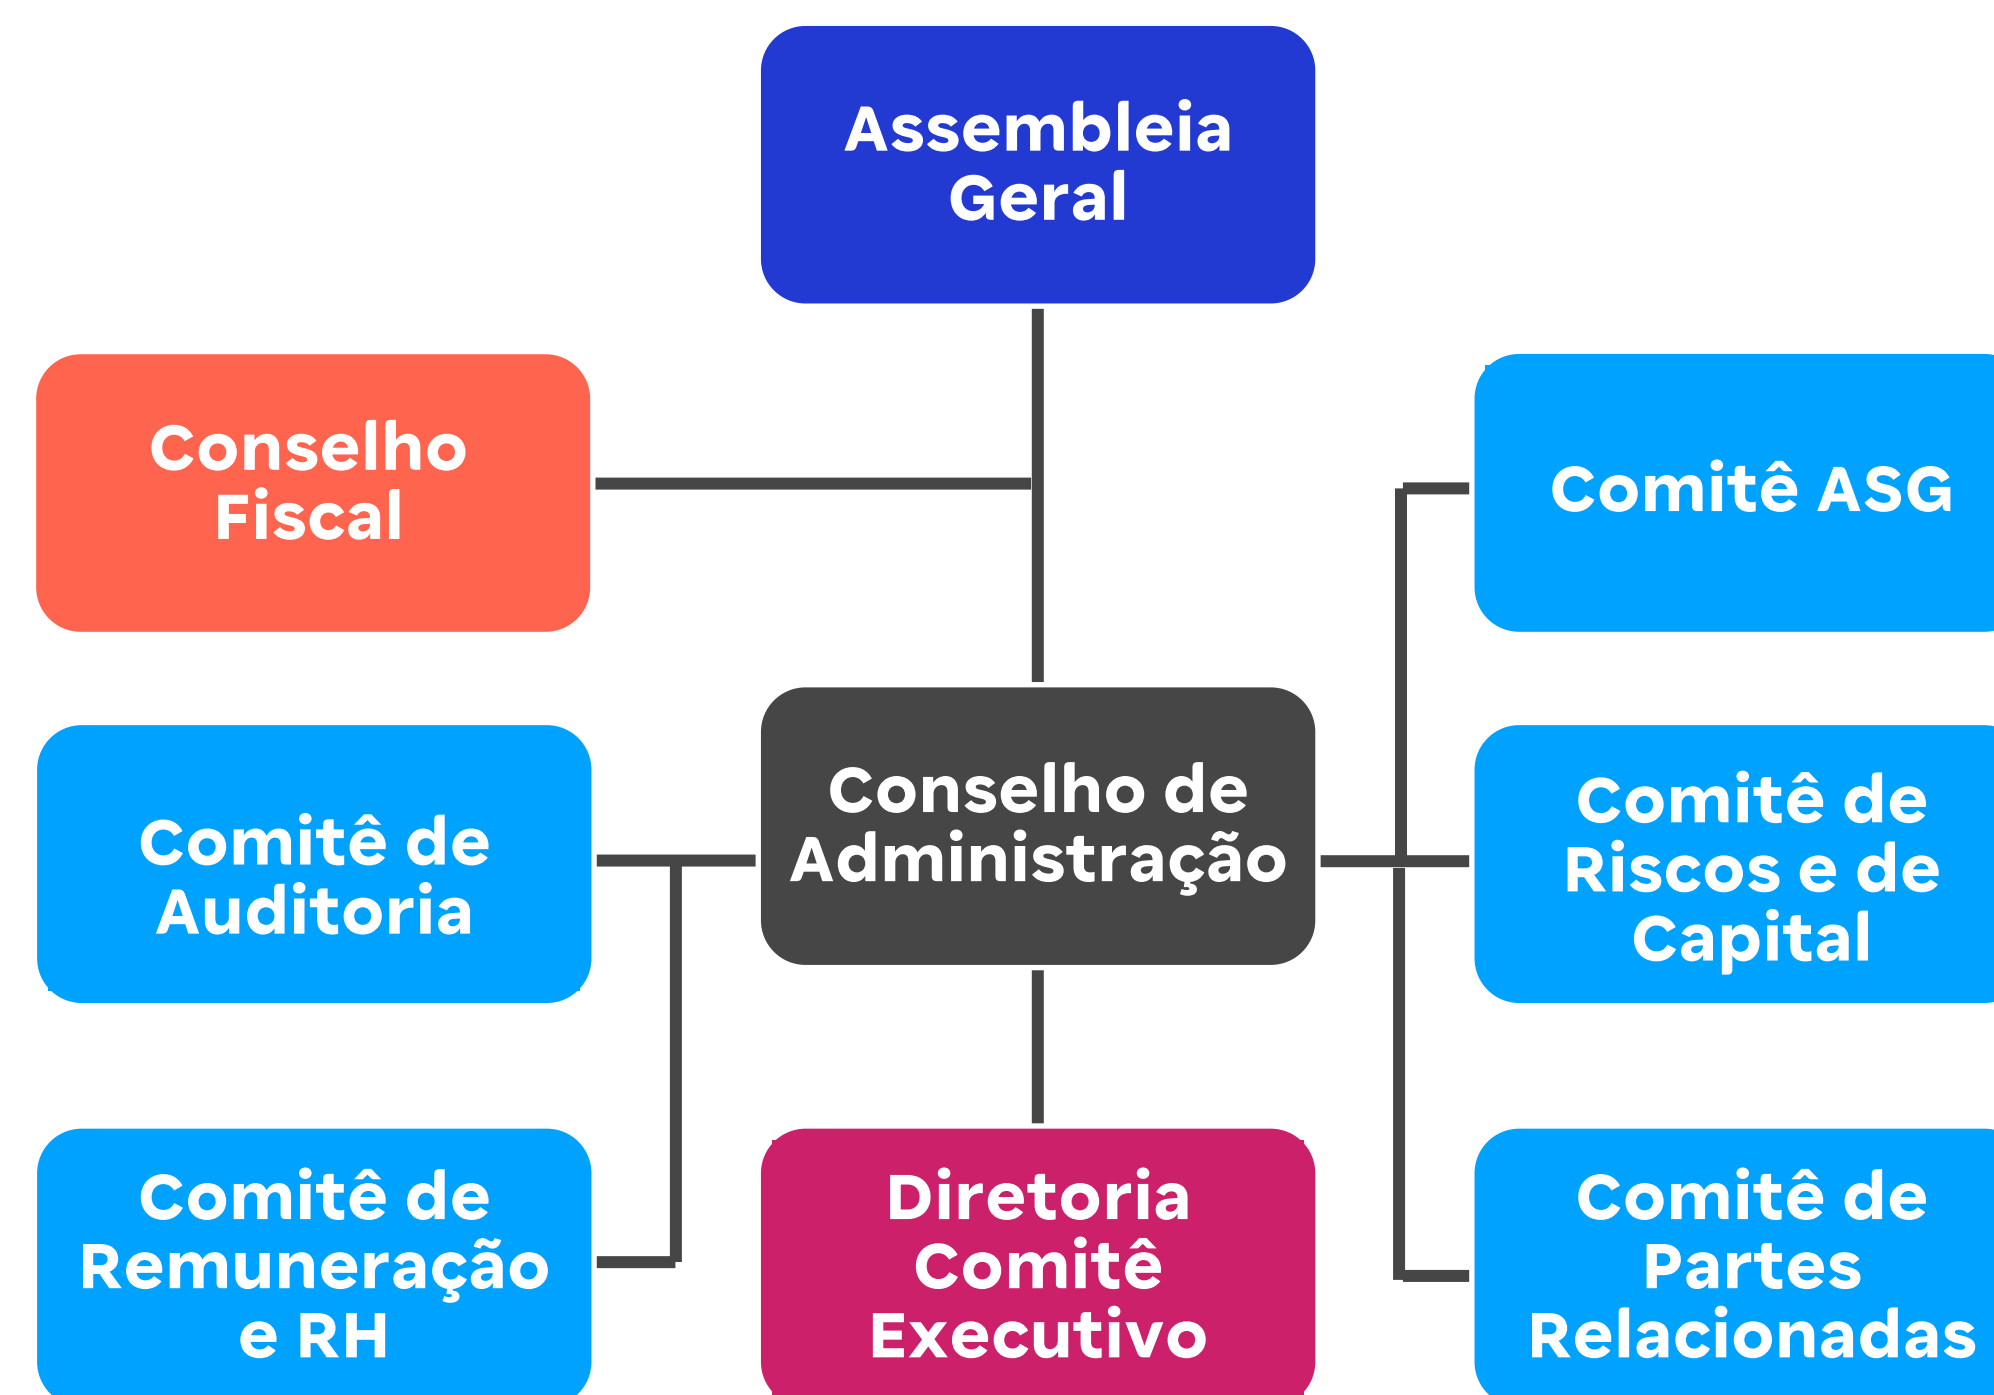 Assembleia
Geral
Conselho
Fiscal
Comitê ASG
Comitê de
Auditoria
Conselho de
Administração
Comitê de
Riscos e de
Capital
Comitê de
Remuneração
e RH
Diretoria
Comitê
Executivo
Comitê de
Partes
Relacionadas